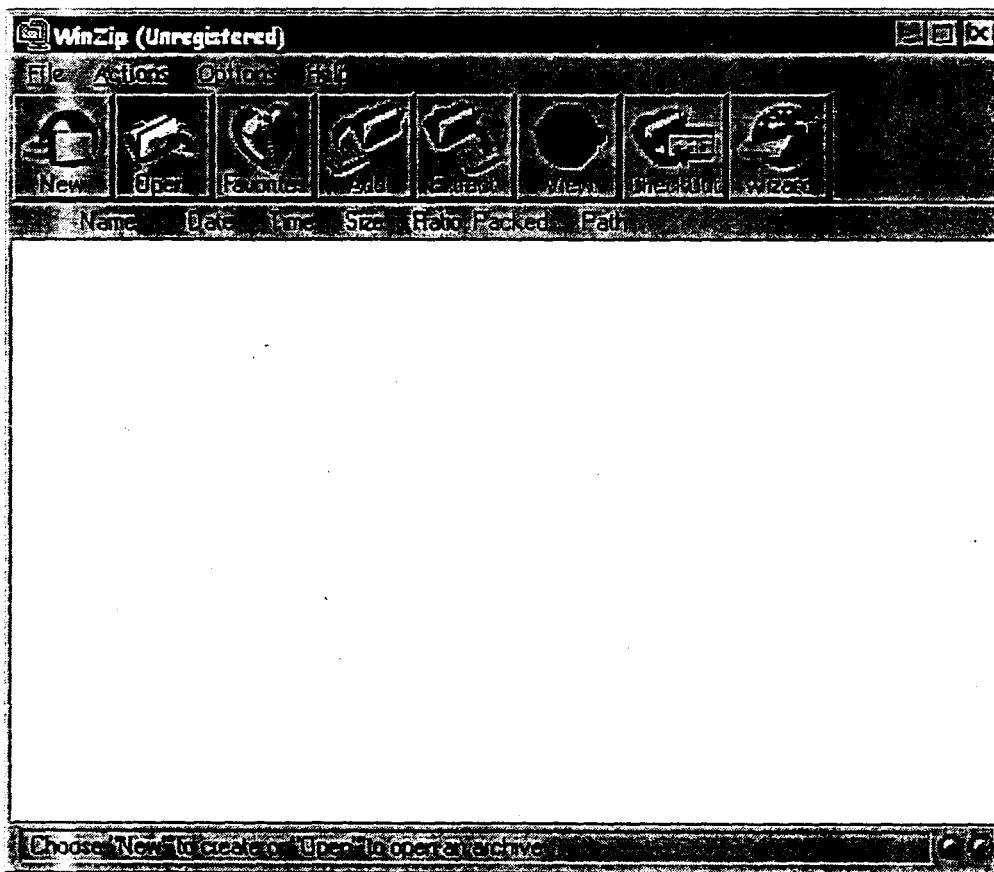 WinZip (Unregistered)
File Actions Options Help
New Open Favorites Add Extract View CheckOut Wizard
Name Date Time Size Ratio Packed Path
Choose "New" to create or "Open" to open an archive